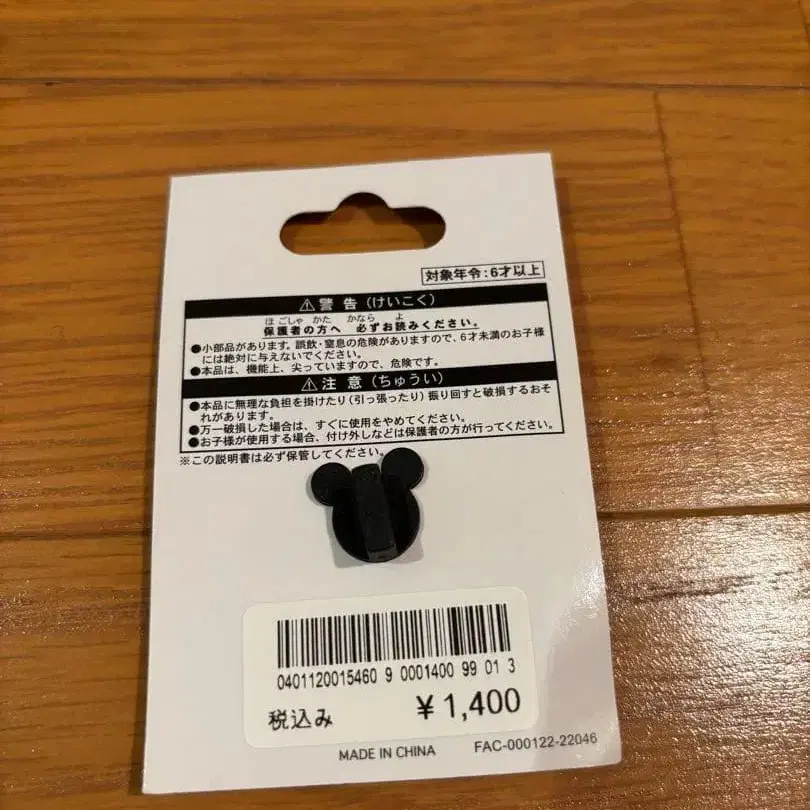 対象年令:6才以上
⚠警告(けいこく)
ほごしゃ かた かなら よ
保護者の方へ 必ずお読みください。
●小部品があります。誤飲・窒息の危険がありますので、6才未満のお子様
には絶対に与えないでください。
●本品は、機能上、尖っていますので、危険です。
⚠注意(ちゅうい)
●本品に無理な負担を掛けたり(引っ張ったり)振り回すと破損するおそ
れがあります。
●万一破損した場合は、すぐに使用をやめてください。
●お子様が使用する場合、付け外しなどは保護者の方が行ってください。
※この説明書は必ず保管してください。
0401120015460 9 0001400 99 01 3
税込み ¥1,400
MADE IN CHINA FAC-000122-22046